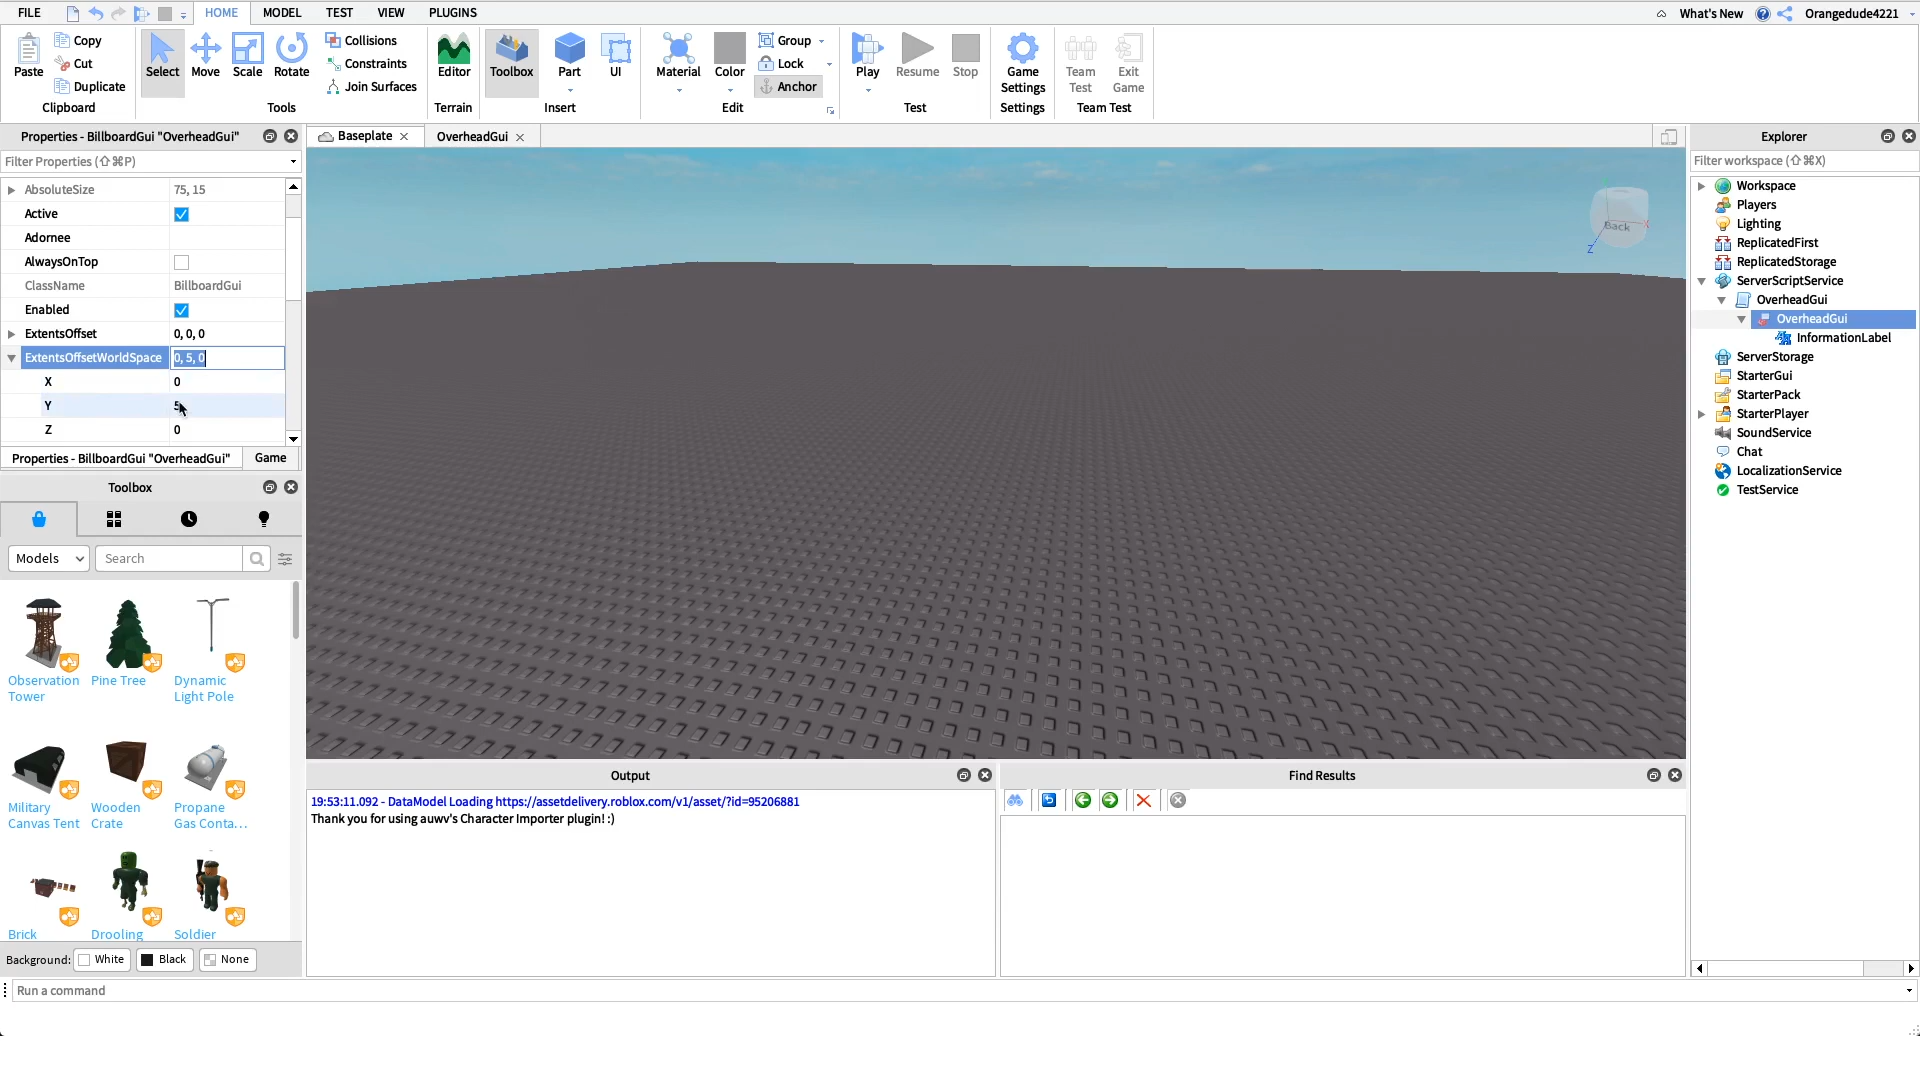 FILE HOME MODEL TEST VIEW PLUGINS What's New Orangedude4221
Paste Copy Cut Duplicate Clipboard
Select Move Scale Rotate Collisions Constraints Join Surfaces Tools
Editor Terrain
Toolbox Part UI Insert
Material Color Group Lock Anchor Edit
Play Resume Stop Test
Game Settings Settings
Team Test Exit Game Team Test
Properties - BillboardGui "OverheadGui"
Filter Properties (⇧⌘P)
AbsoluteSize 75, 15
Active
Adornee
AlwaysOnTop
ClassName BillboardGui
Enabled
ExtentsOffset 0, 0, 0
ExtentsOffsetWorldSpace 0, 5, 0
X 0
Y 5
Z 0
Properties - BillboardGui "OverheadGui" Game
Toolbox
Models Search
Observation Tower
Pine Tree
Dynamic Light Pole
Military Canvas Tent
Wooden Crate
Propane Gas Conta...
Brick Drooling Soldier
Background: White Black None
Run a command
Baseplate OverheadGui
Back
X
Z
Output
19:53:11.092 - DataModel Loading https://assetdelivery.roblox.com/v1/asset/?id=95206881
Thank you for using auwv's Character Importer plugin! :)
Find Results
Explorer
Filter workspace (⇧⌘X)
Workspace
Players
Lighting
ReplicatedFirst
ReplicatedStorage
ServerScriptService
OverheadGui
OverheadGui
InformationLabel
ServerStorage
StarterGui
StarterPack
StarterPlayer
SoundService
Chat
LocalizationService
TestService